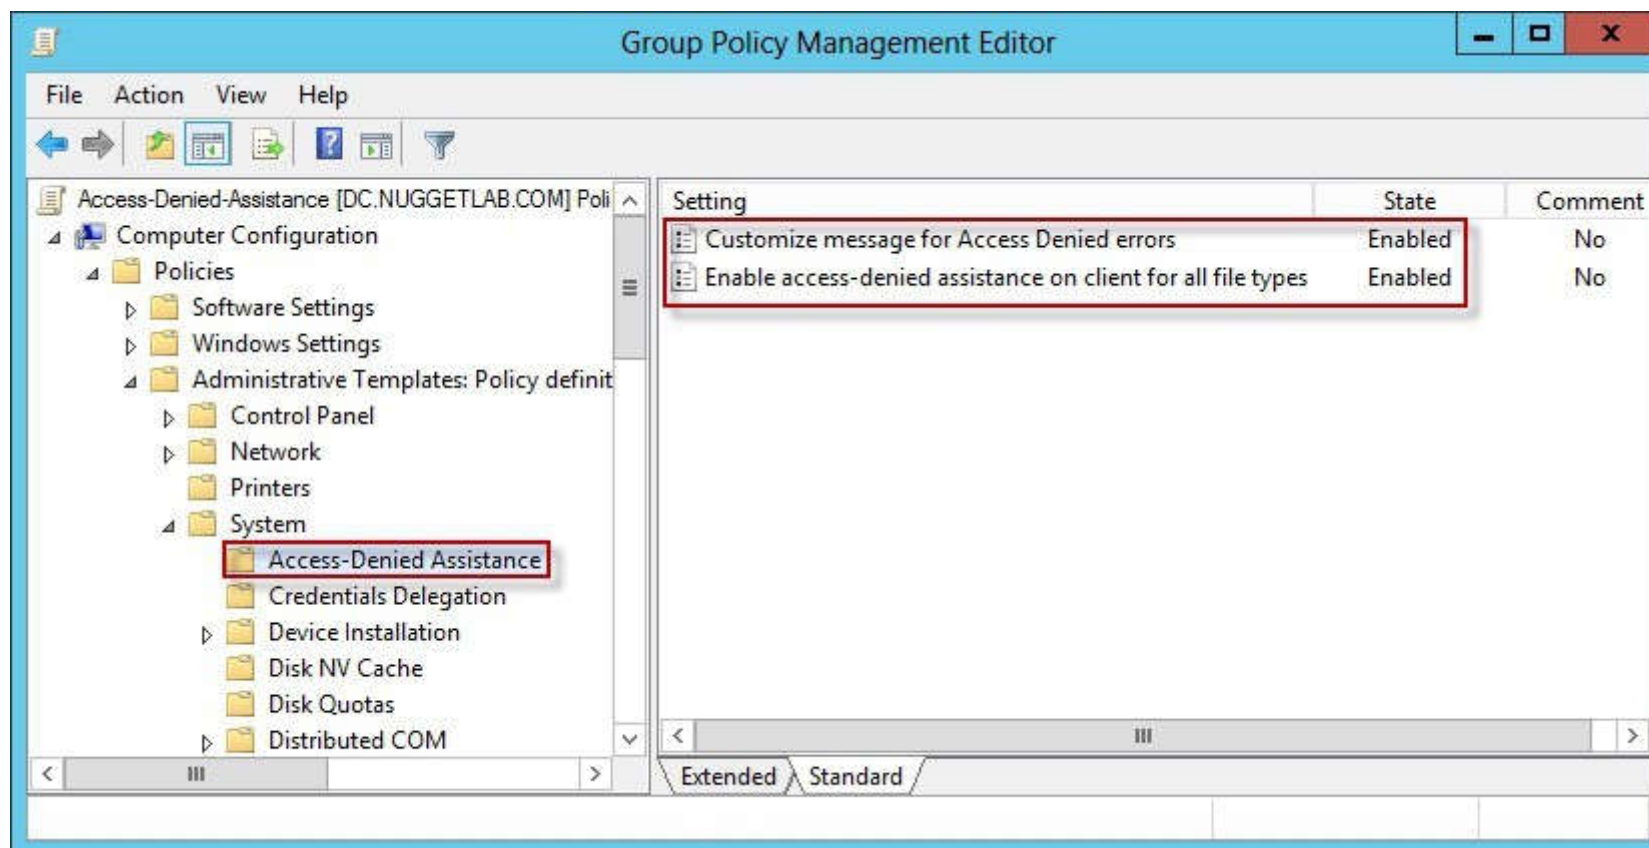 Group Policy Management Editor
File Action View Help
Access-Denied-Assistance [DC.NUGGETLAB.COM] Poli
Computer Configuration
Policies
Software Settings
Windows Settings
Administrative Templates: Policy definit
Control Panel
Network
Printers
System
Access-Denied Assistance
Credentials Delegation
Device Installation
Disk NV Cache
Disk Quotas
Distributed COM
Setting State Comment
Customize message for Access Denied errors Enabled No
Enable access-denied assistance on client for all file types Enabled No
Extended Standard